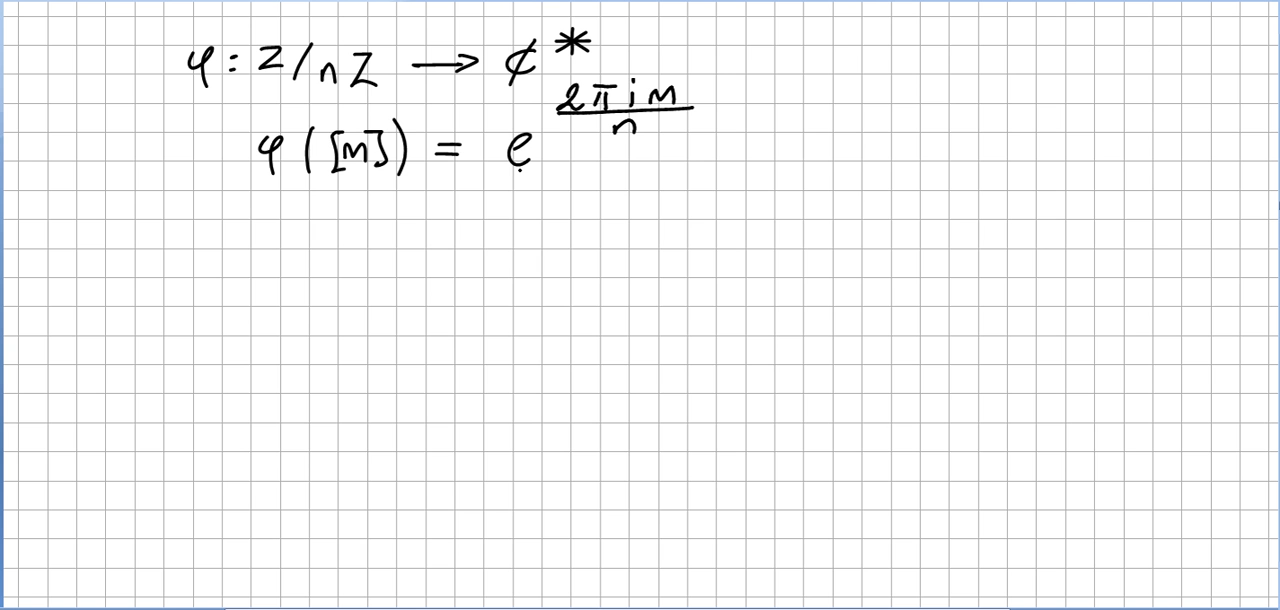 φ : Z/nZ → ₵*
φ([m]) = e^(2πim/n)